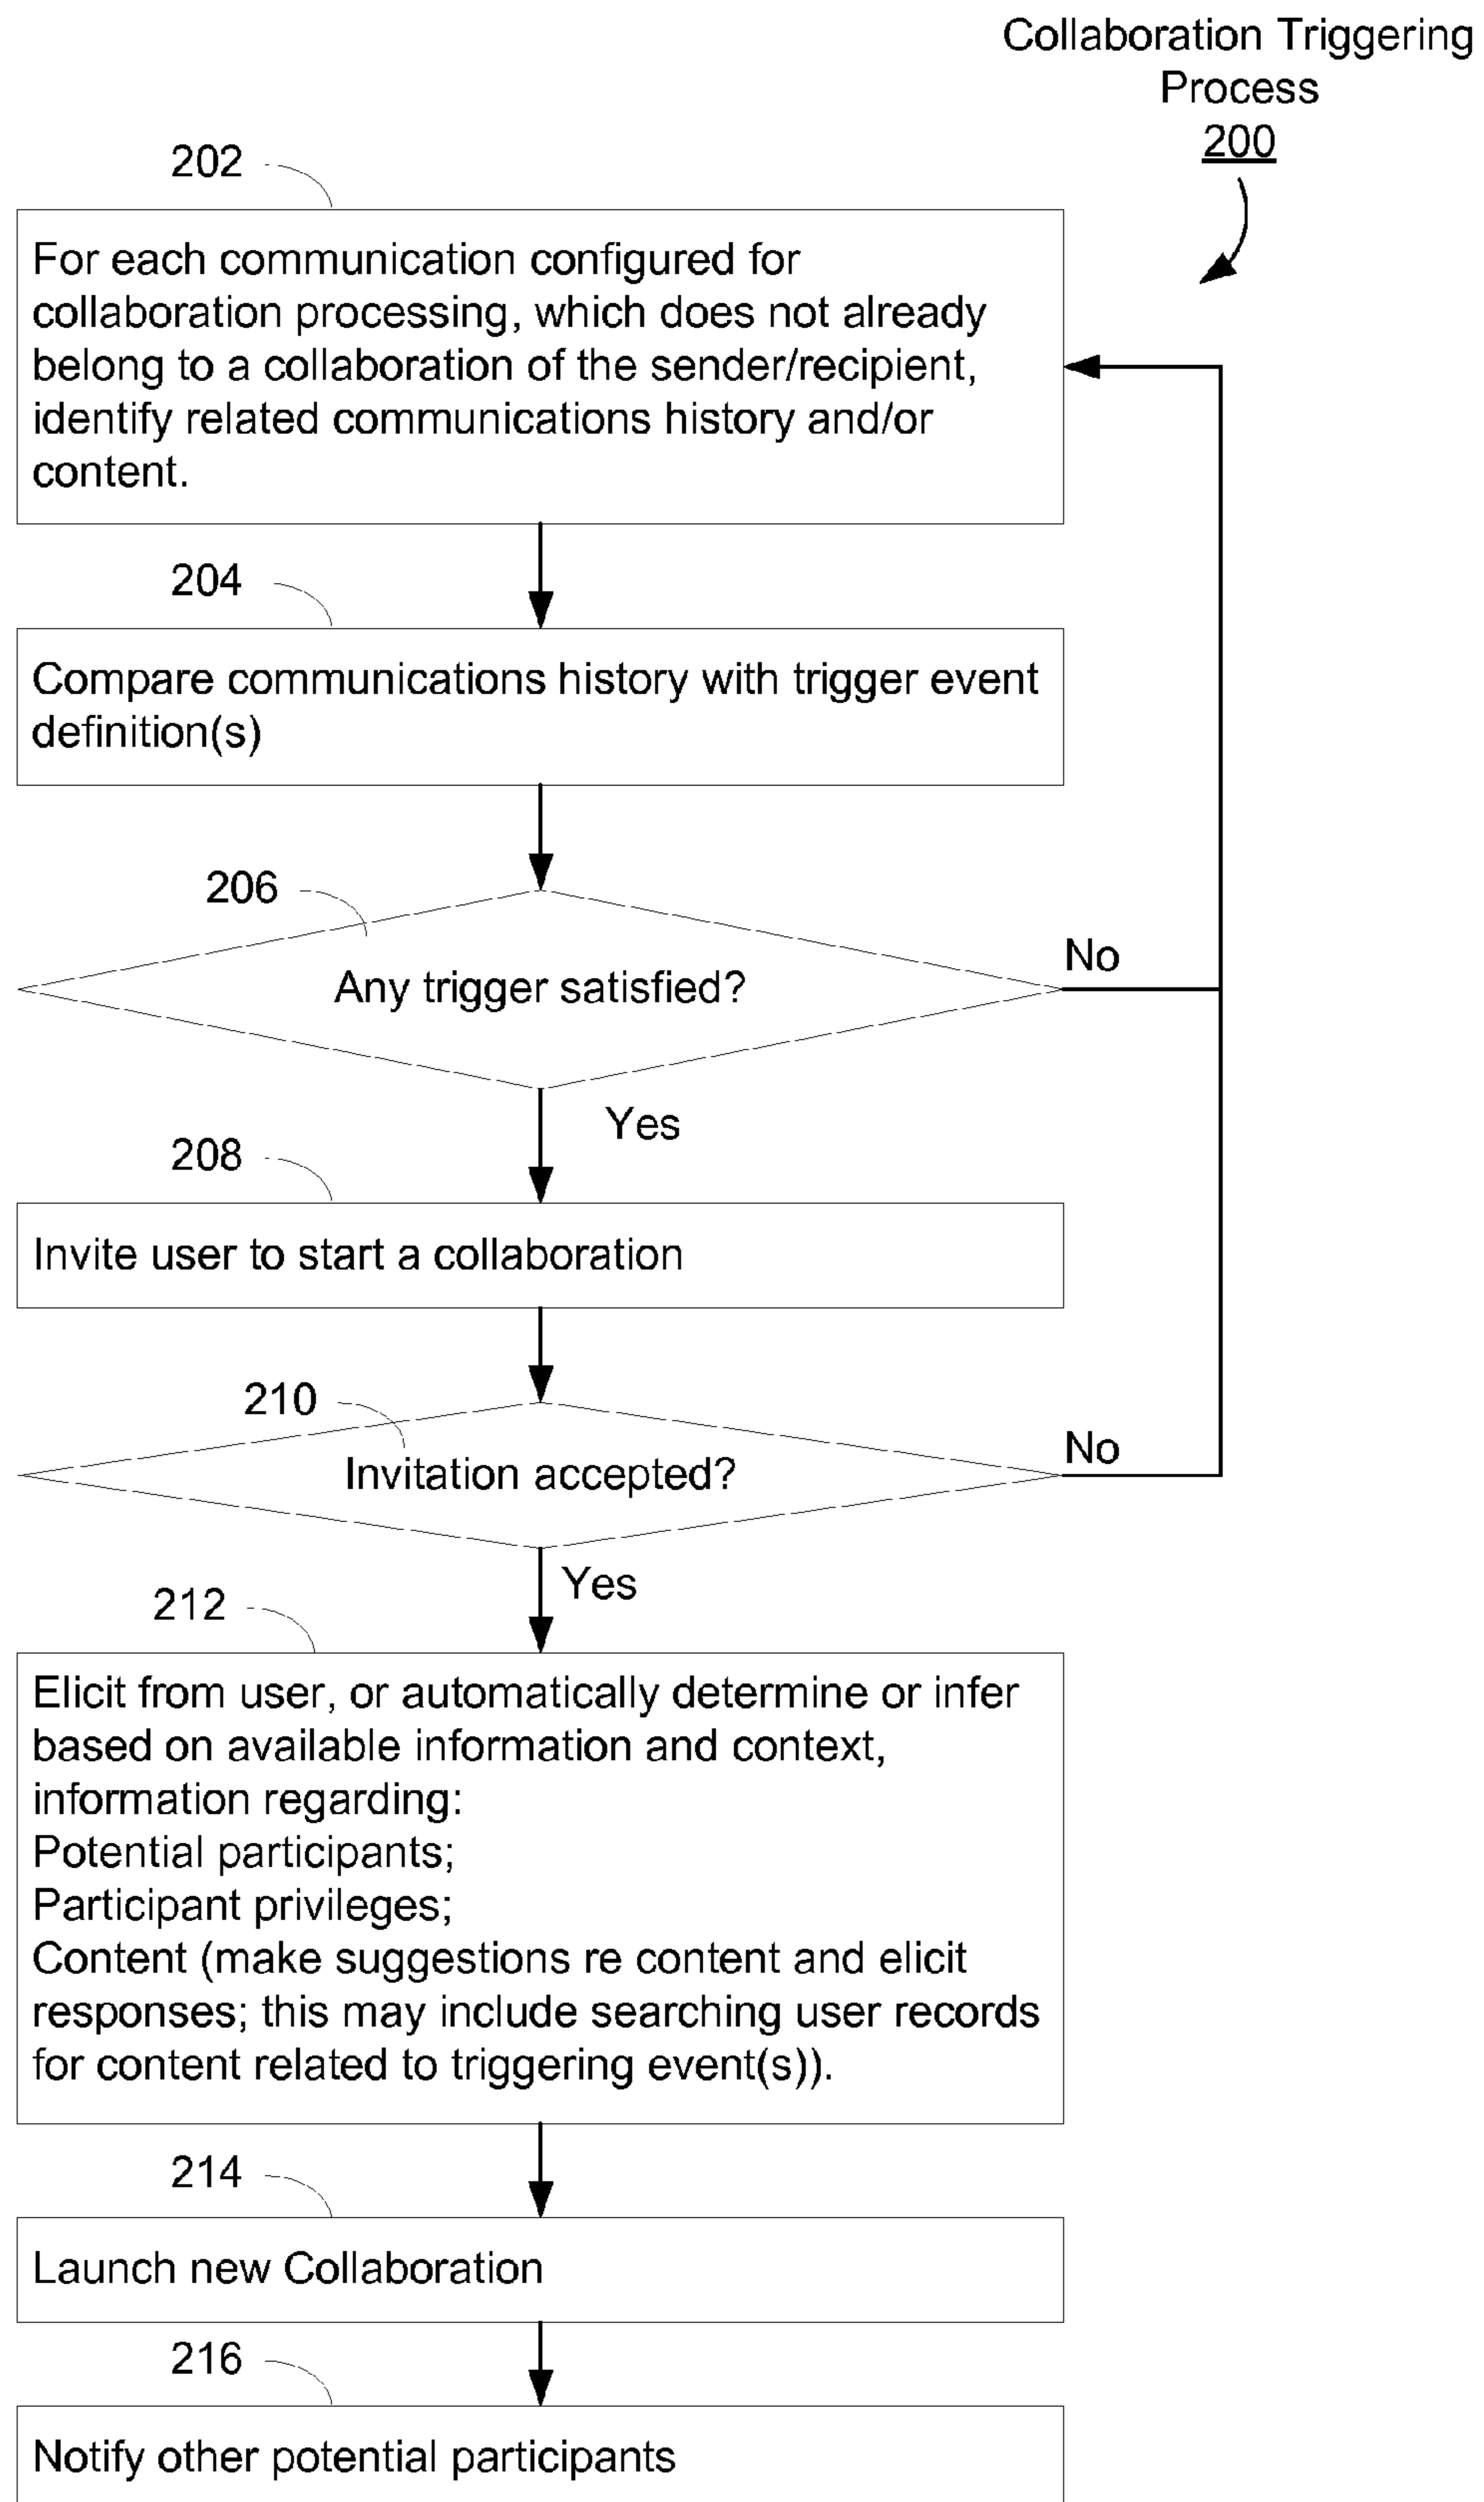 Collaboration Triggering
Process
200
202
For each communication configured for
collaboration processing, which does not already
belong to a collaboration of the sender/recipient,
identify related communications history and/or
content.
204
Compare communications history with trigger event
definition(s)
206
Any trigger satisfied?
No
Yes
208
Invite user to start a collaboration
210
Invitation accepted?
No
Yes
212
Elicit from user, or automatically determine or infer
based on available information and context,
information regarding:
Potential participants;
Participant privileges;
Content (make suggestions re content and elicit
responses; this may include searching user records
for content related to triggering event(s)).
214
Launch new Collaboration
216
Notify other potential participants